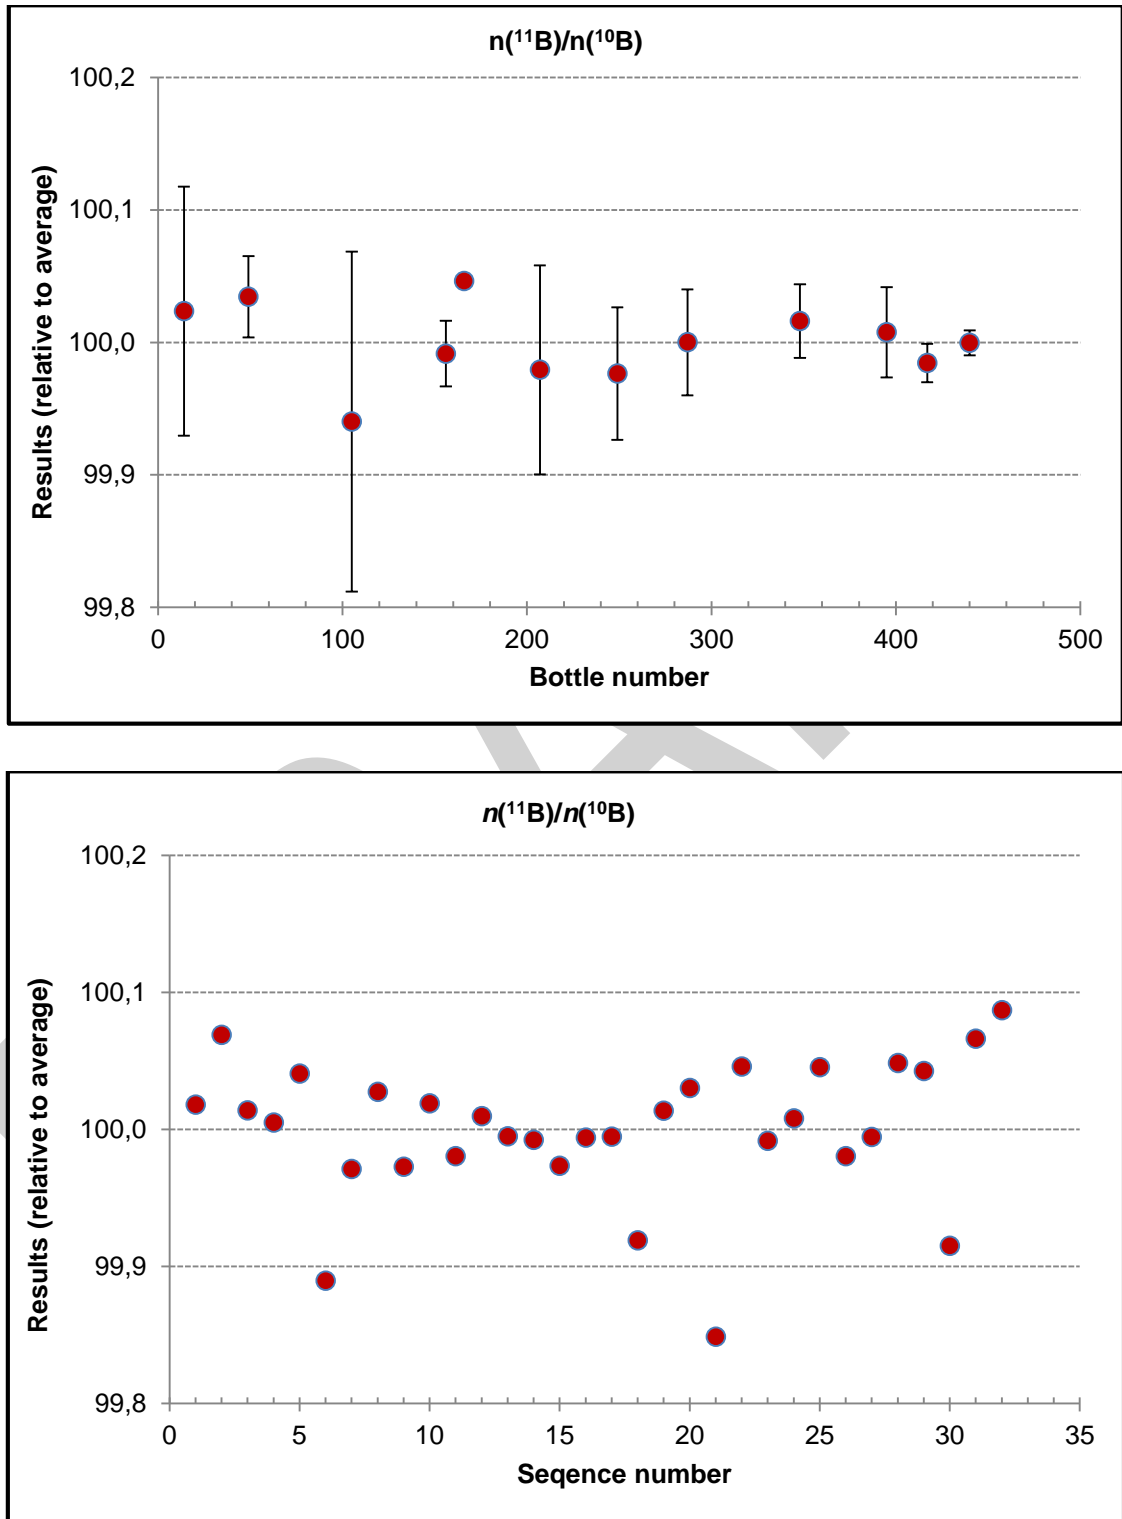 n(¹¹B)/n(¹⁰B)
100,2
100,1
100,0
99,9
99,8
Results (relative to average)
0 100 200 300 400 500
Bottle number
n(¹¹B)/n(¹⁰B)
100,2
100,1
100,0
99,9
99,8
Results (relative to average)
0 5 10 15 20 25 30 35
Seqence number